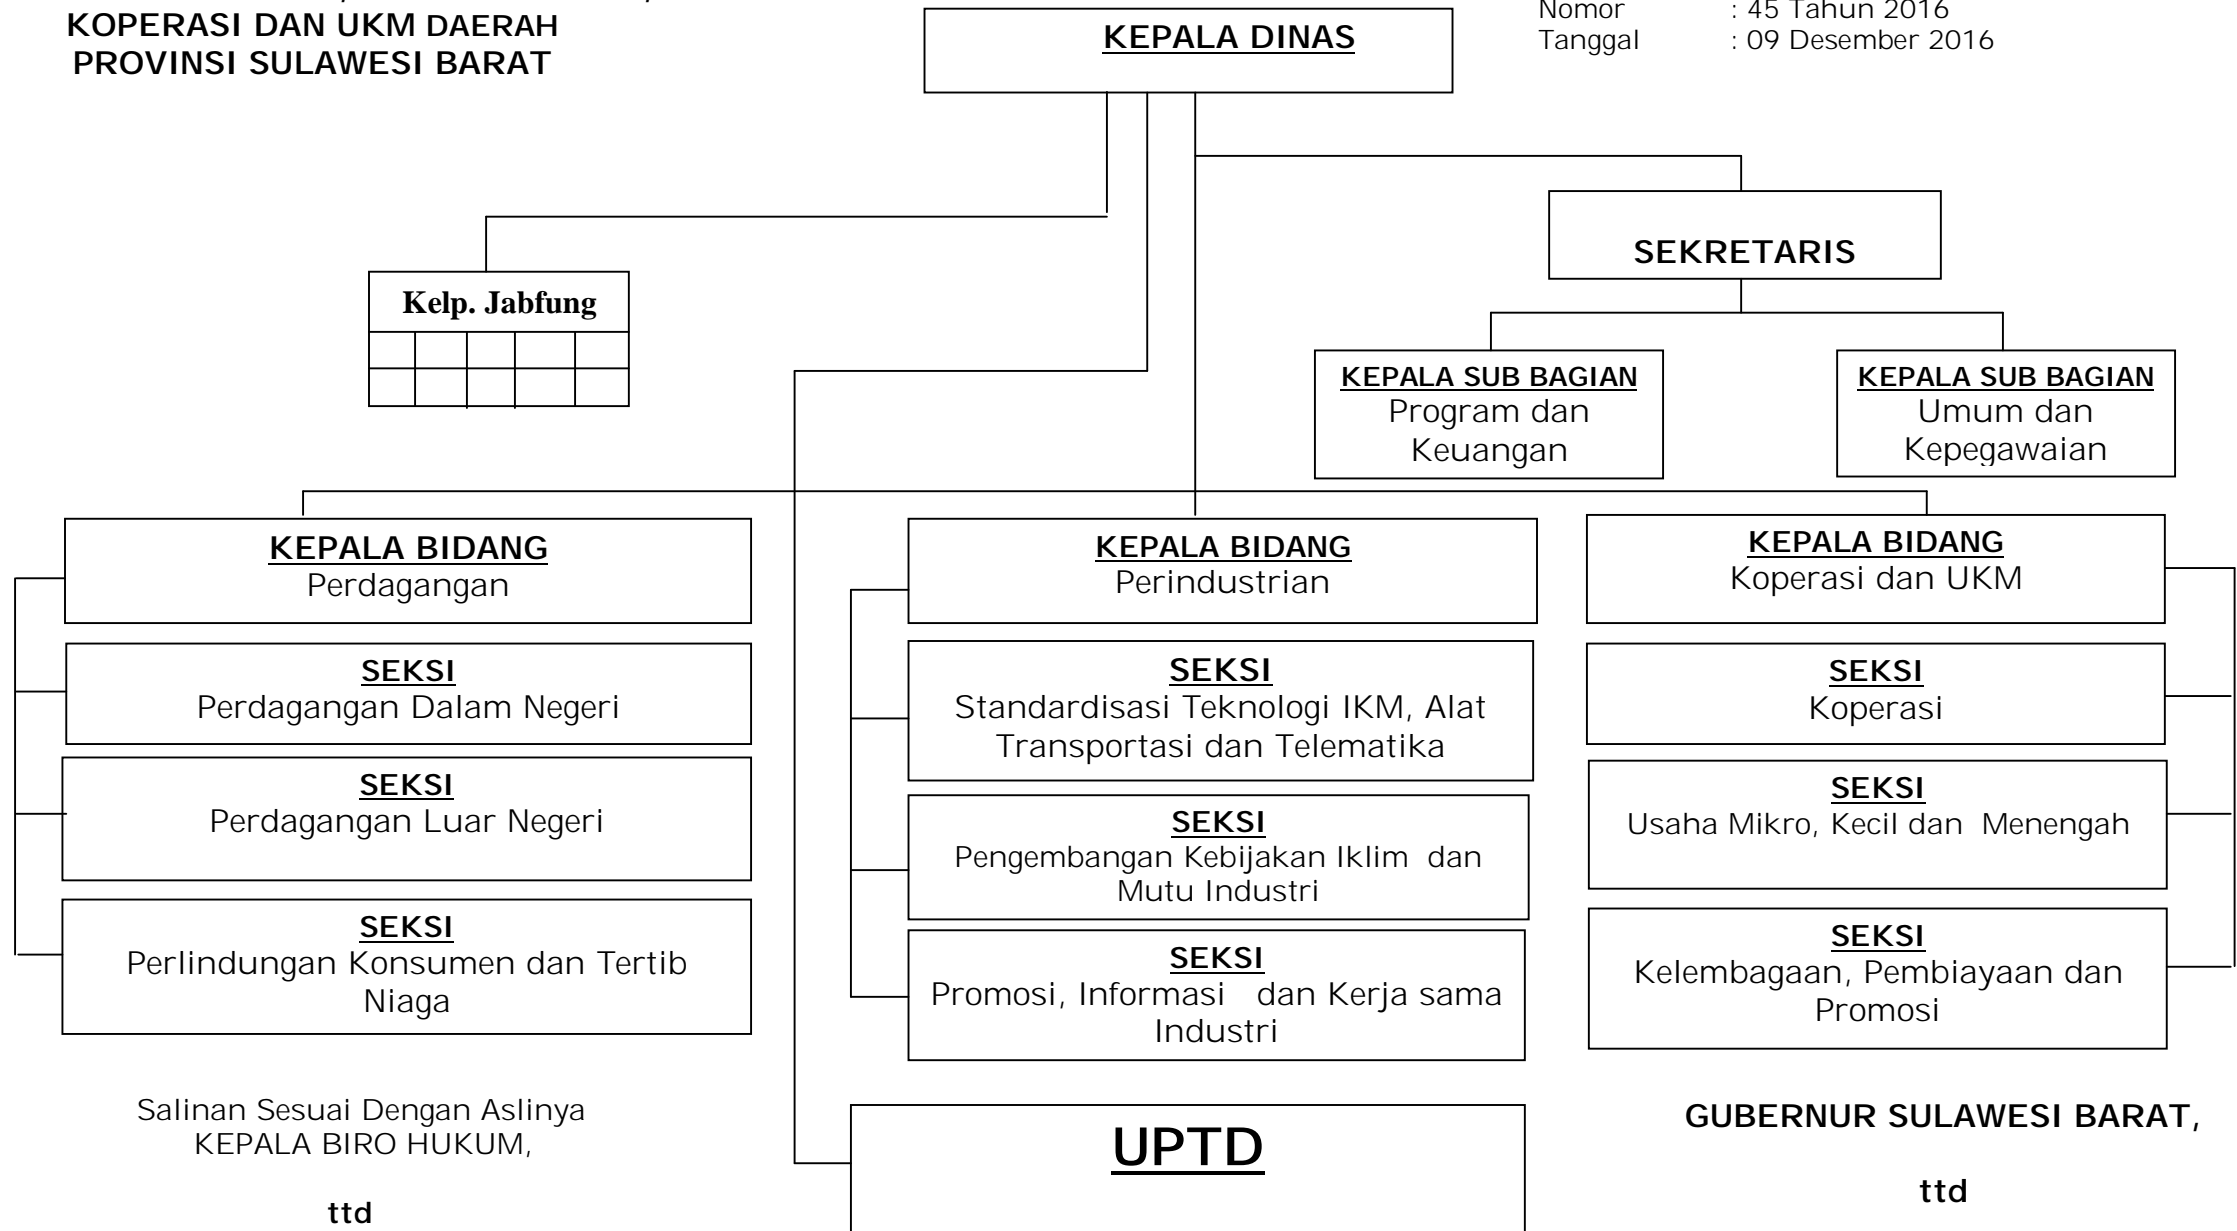 KOPERASI DAN UKM DAERAH
PROVINSI SULAWESI BARAT
KEPALA DINAS
Nomor : 45 Tahun 2016
Tanggal : 09 Desember 2016
SEKRETARIS
Kelp. Jabfung
KEPALA SUB BAGIAN
Program dan
Keuangan
KEPALA SUB BAGIAN
Umum dan
Kepegawaian
KEPALA BIDANG
Perdagangan
SEKSI
Perdagangan Dalam Negeri
SEKSI
Perdagangan Luar Negeri
SEKSI
Perlindungan Konsumen dan Tertib
Niaga
KEPALA BIDANG
Perindustrian
SEKSI
Standardisasi Teknologi IKM, Alat
Transportasi dan Telematika
SEKSI
Pengembangan Kebijakan Iklim dan
Mutu Industri
SEKSI
Promosi, Informasi dan Kerja sama
Industri
KEPALA BIDANG
Koperasi dan UKM
SEKSI
Koperasi
SEKSI
Usaha Mikro, Kecil dan Menengah
SEKSI
Kelembagaan, Pembiayaan dan
Promosi
UPTD
Salinan Sesuai Dengan Aslinya
KEPALA BIRO HUKUM,
ttd
GUBERNUR SULAWESI BARAT,
ttd